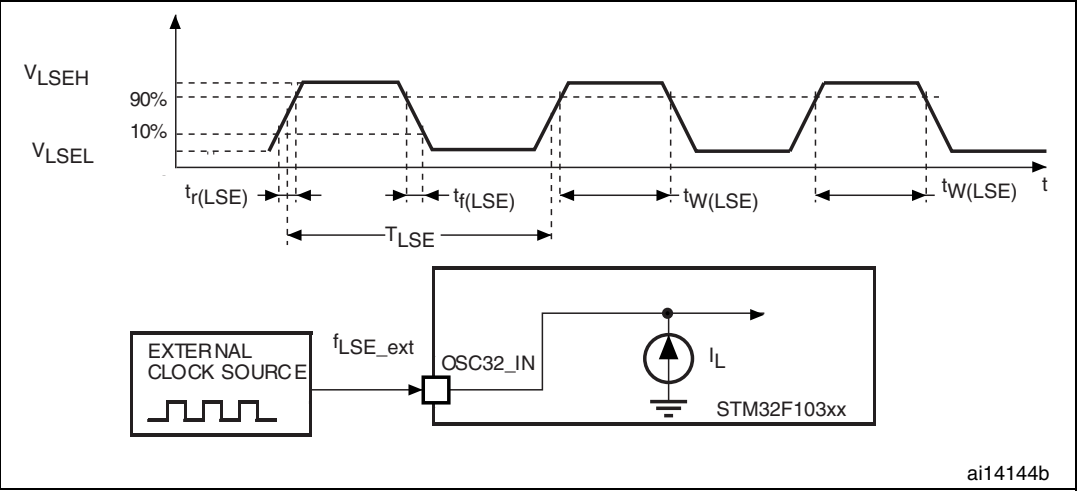 VLSEH
90%
10%
VLSEL
tr(LSE)
tf(LSE)
tW(LSE)
tW(LSE)
t
TLSE
EXTERNAL
CLOCK SOURCE
fLSE_ext
OSC32_IN
IL
STM32F103xx
ai14144b